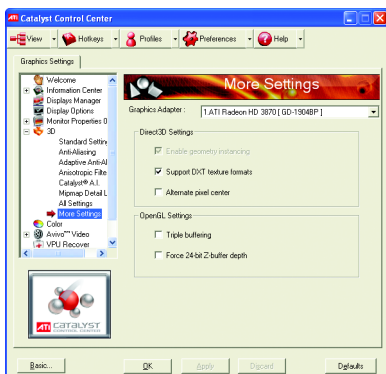 Catalyst Control Center
View Hotkeys Profiles Preferences Help
Graphics Settings
Welcome
Information Center
Displays Manager
Display Options
Monitor Properties 0
3D
Standard Settin
Anti-Aliasing
Adaptive Anti-Al
Anisotropic Filte
Catalyst® A.I.
Mipmap Detail L
All Settings
More Settings
Color
Avivo™ Video
VPU Recover
ATI CATALYST
CONTROL CENTER
More Settings
Graphics Adapter : 1.ATI Radeon HD 3870 [ GD-1904BP ]
Direct3D Settings
Enable geometry instancing
Support DXT texture formats
Alternate pixel center
OpenGL Settings
Triple buffering
Force 24-bit Z-buffer depth
Basic... OK Apply Discard Defaults